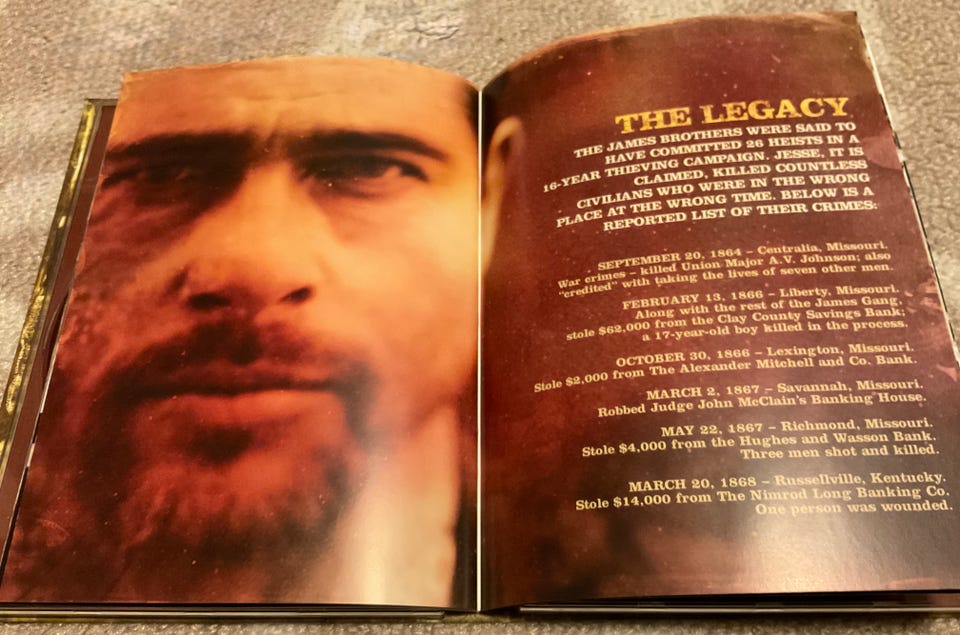 THE LEGACY
THE JAMES BROTHERS WERE SAID TO
HAVE COMMITTED 26 HEISTS IN A
16-YEAR THIEVING CAMPAIGN. JESSE, IT IS
CLAIMED, KILLED COUNTLESS
CIVILIANS WHO WERE IN THE WRONG
PLACE AT THE WRONG TIME. BELOW IS A
REPORTED LIST OF THEIR CRIMES:
SEPTEMBER 20, 1864 – Centralia, Missouri.
War crimes – killed Union Major A.V. Johnson; also
"credited" with taking the lives of seven other men.
FEBRUARY 13, 1866 – Liberty, Missouri.
Along with the rest of the James Gang,
stole $62,000 from the Clay County Savings Bank;
a 17-year-old boy killed in the process.
OCTOBER 30, 1866 – Lexington, Missouri.
Stole $2,000 from The Alexander Mitchell and Co. Bank.
MARCH 2, 1867 – Savannah, Missouri.
Robbed Judge John McClain's Banking House.
MAY 22, 1867 – Richmond, Missouri.
Stole $4,000 from the Hughes and Wasson Bank.
Three men shot and killed.
MARCH 20, 1868 – Russellville, Kentucky.
Stole $14,000 from The Nimrod Long Banking Co.
One person was wounded.